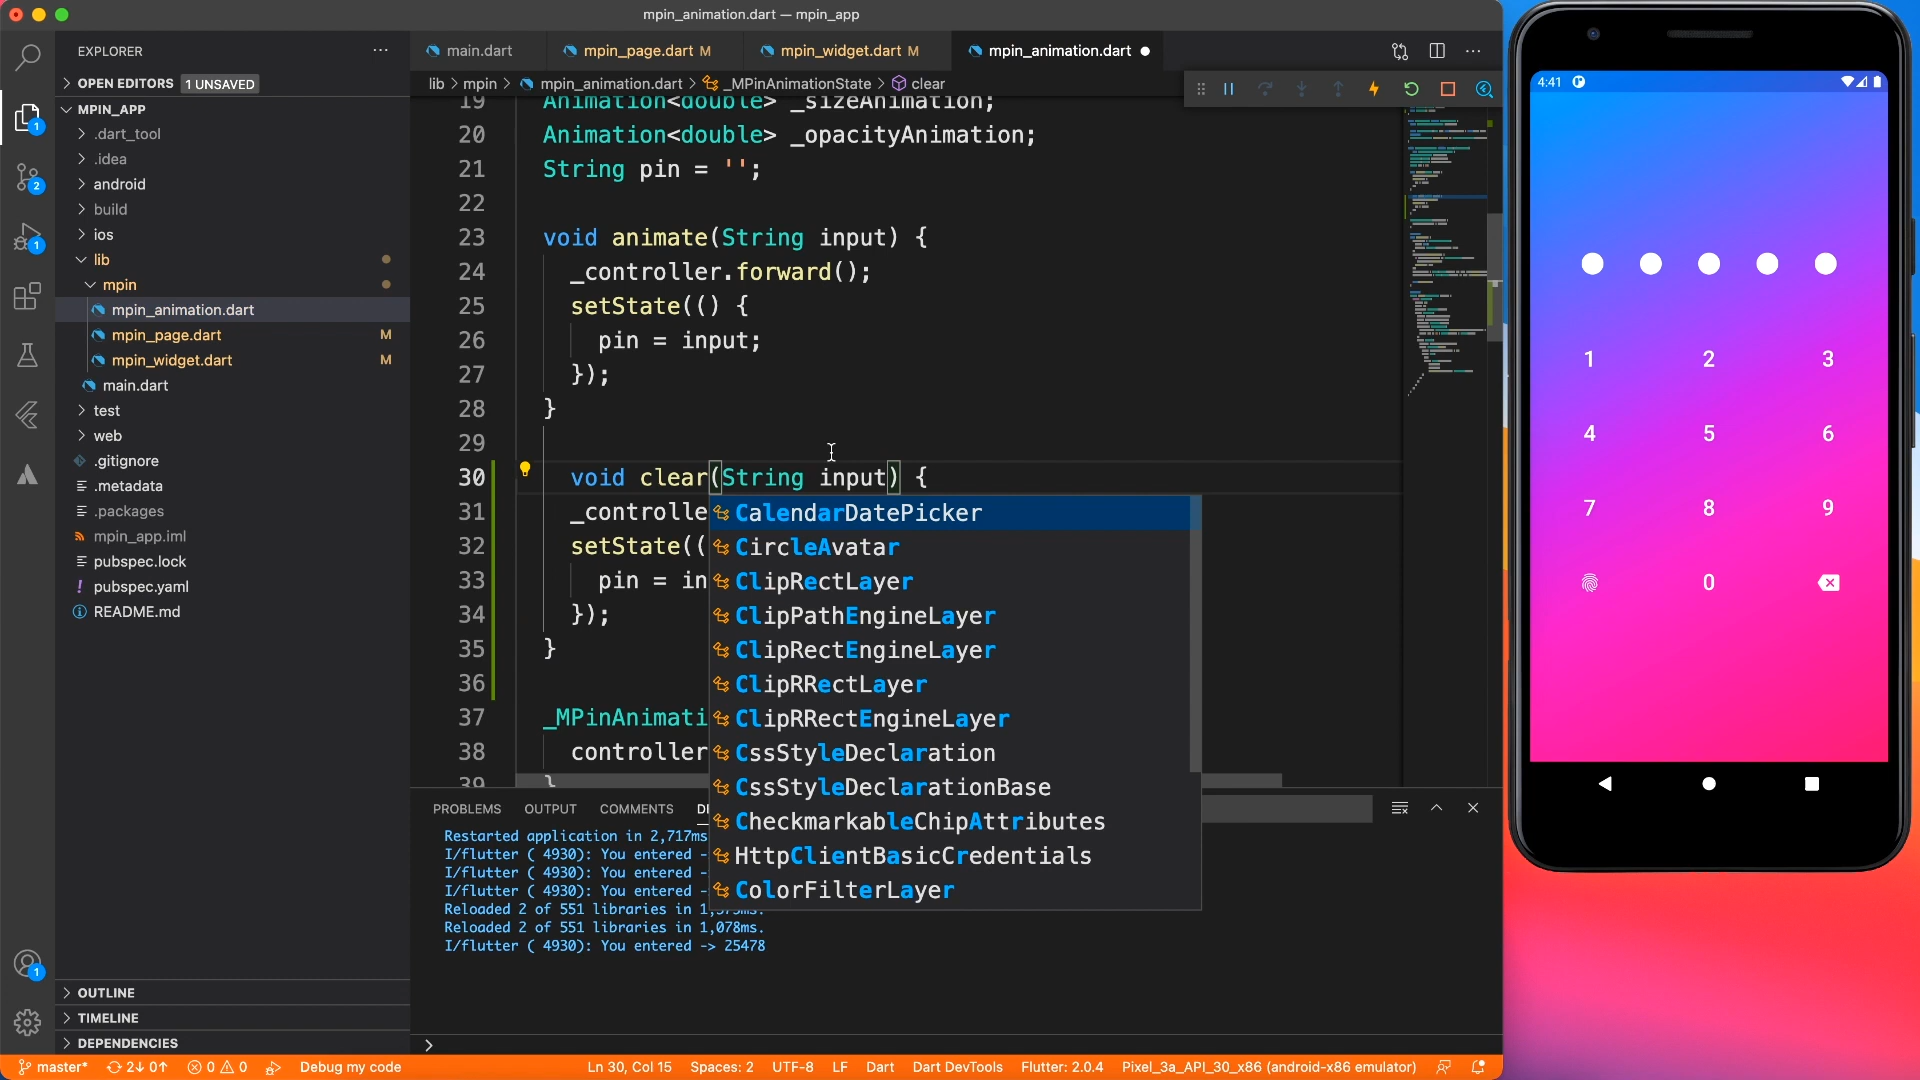 mpin_animation.dart — mpin_app
EXPLORER
OPEN EDITORS 1 UNSAVED
MPIN_APP
.dart_tool
.idea
android
build
ios
lib
mpin
mpin_animation.dart
mpin_page.dart M
mpin_widget.dart M
main.dart
test
web
.gitignore
.metadata
.packages
mpin_app.iml
pubspec.lock
pubspec.yaml
README.md
OUTLINE
TIMELINE
DEPENDENCIES
1
2
1
1
main.dart
mpin_page.dart M
mpin_widget.dart M
mpin_animation.dart
lib > mpin > mpin_animation.dart > _MPinAnimationState > clear
19 Animation<double> _sizeAnimation;
20 Animation<double> _opacityAnimation;
21 String pin = '';
22
23 void animate(String input) {
24 _controller.forward();
25 setState(() {
26 pin = input;
27 });
28 }
29
30 void clear(String input) {
31 _controlle
32 setState((
33 pin = in
34 });
35 }
36
37 _MPinAnimati
38 controller
39 }
CalendarDatePicker
CircleAvatar
ClipRectLayer
ClipPathEngineLayer
ClipRectEngineLayer
ClipRRectLayer
ClipRRectEngineLayer
CssStyleDeclaration
CssStyleDeclarationBase
CheckmarkableChipAttributes
HttpClientBasicCredentials
ColorFilterLayer
PROBLEMS OUTPUT COMMENTS
Restarted application in 2,717ms
I/flutter ( 4930): You entered -
I/flutter ( 4930): You entered -
I/flutter ( 4930): You entered -
Reloaded 2 of 551 libraries in
Reloaded 2 of 551 libraries in 1,078ms.
I/flutter ( 4930): You entered -> 25478
>
master* 2↓ 0↑ 0 0 Debug my code Ln 30, Col 15 Spaces: 2 UTF-8 LF Dart Dart DevTools Flutter: 2.0.4 Pixel_3a_API_30_x86 (android-x86 emulator)
4:41
1 2 3
4 5 6
7 8 9
0